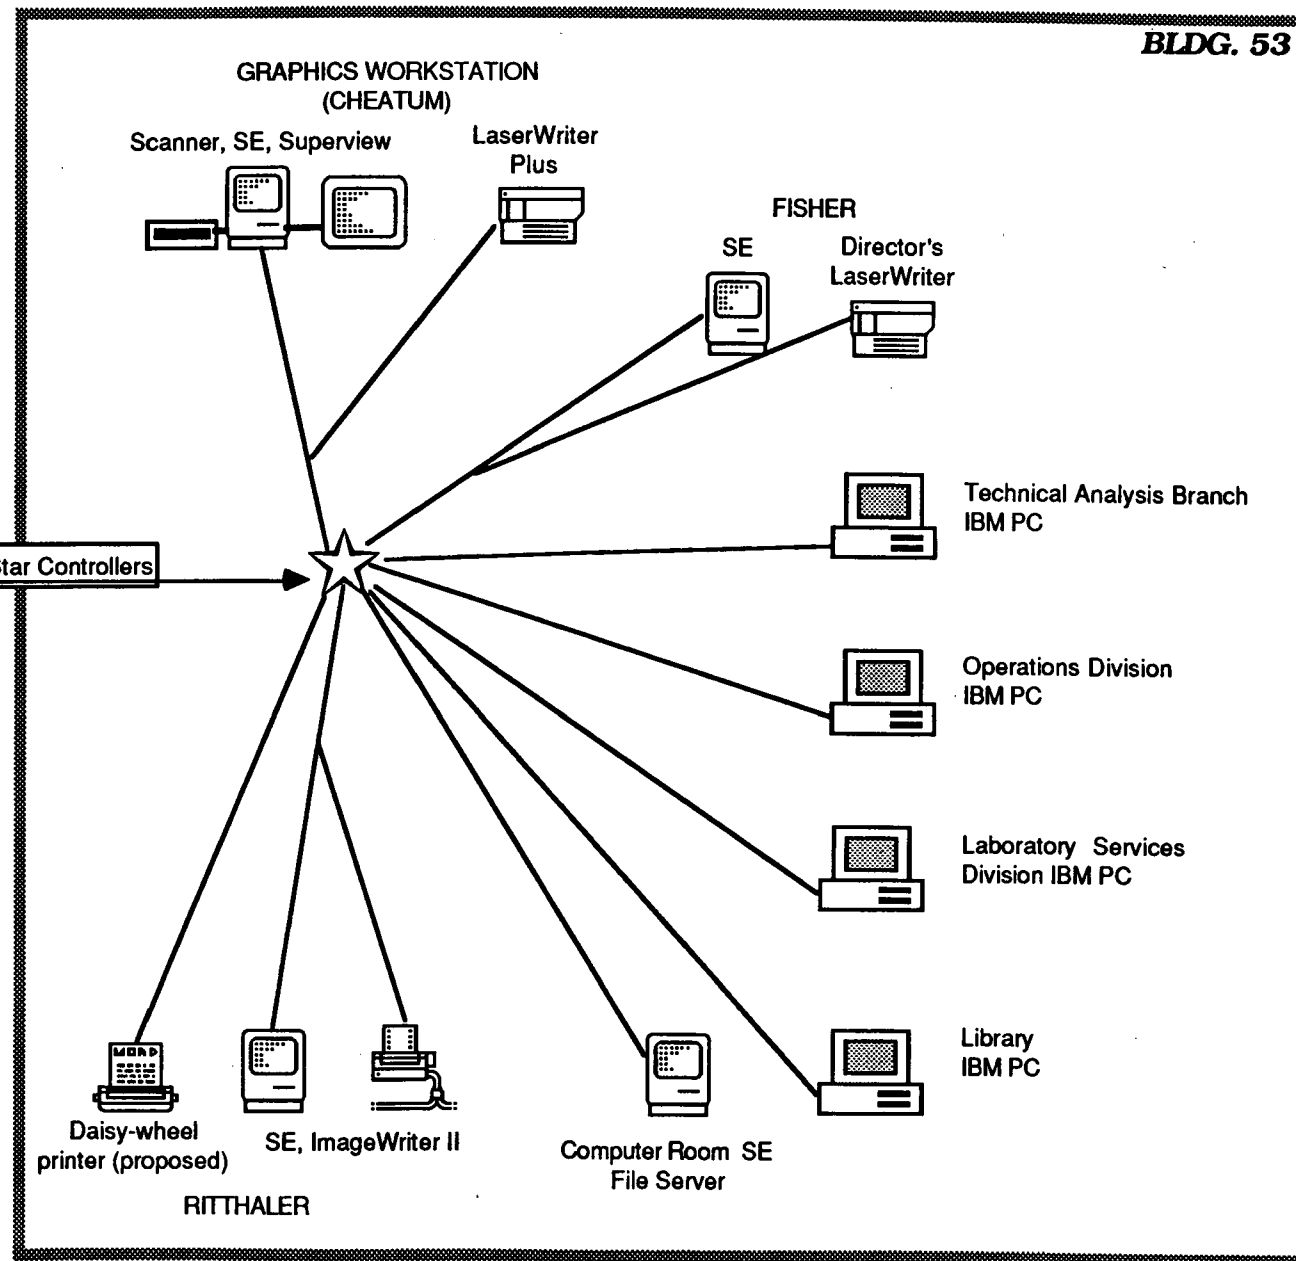 BLDG. 53
GRAPHICS WORKSTATION
(CHEATUM)
Scanner, SE, Superview
LaserWriter
Plus
FISHER
SE
Director's
LaserWriter
Technical Analysis Branch
IBM PC
tar Controllers
Operations Division
IBM PC
Laboratory Services
Division IBM PC
Library
IBM PC
WORD
Daisy-wheel
printer (proposed)
SE, ImageWriter II
Computer Room SE
File Server
RITTHALER